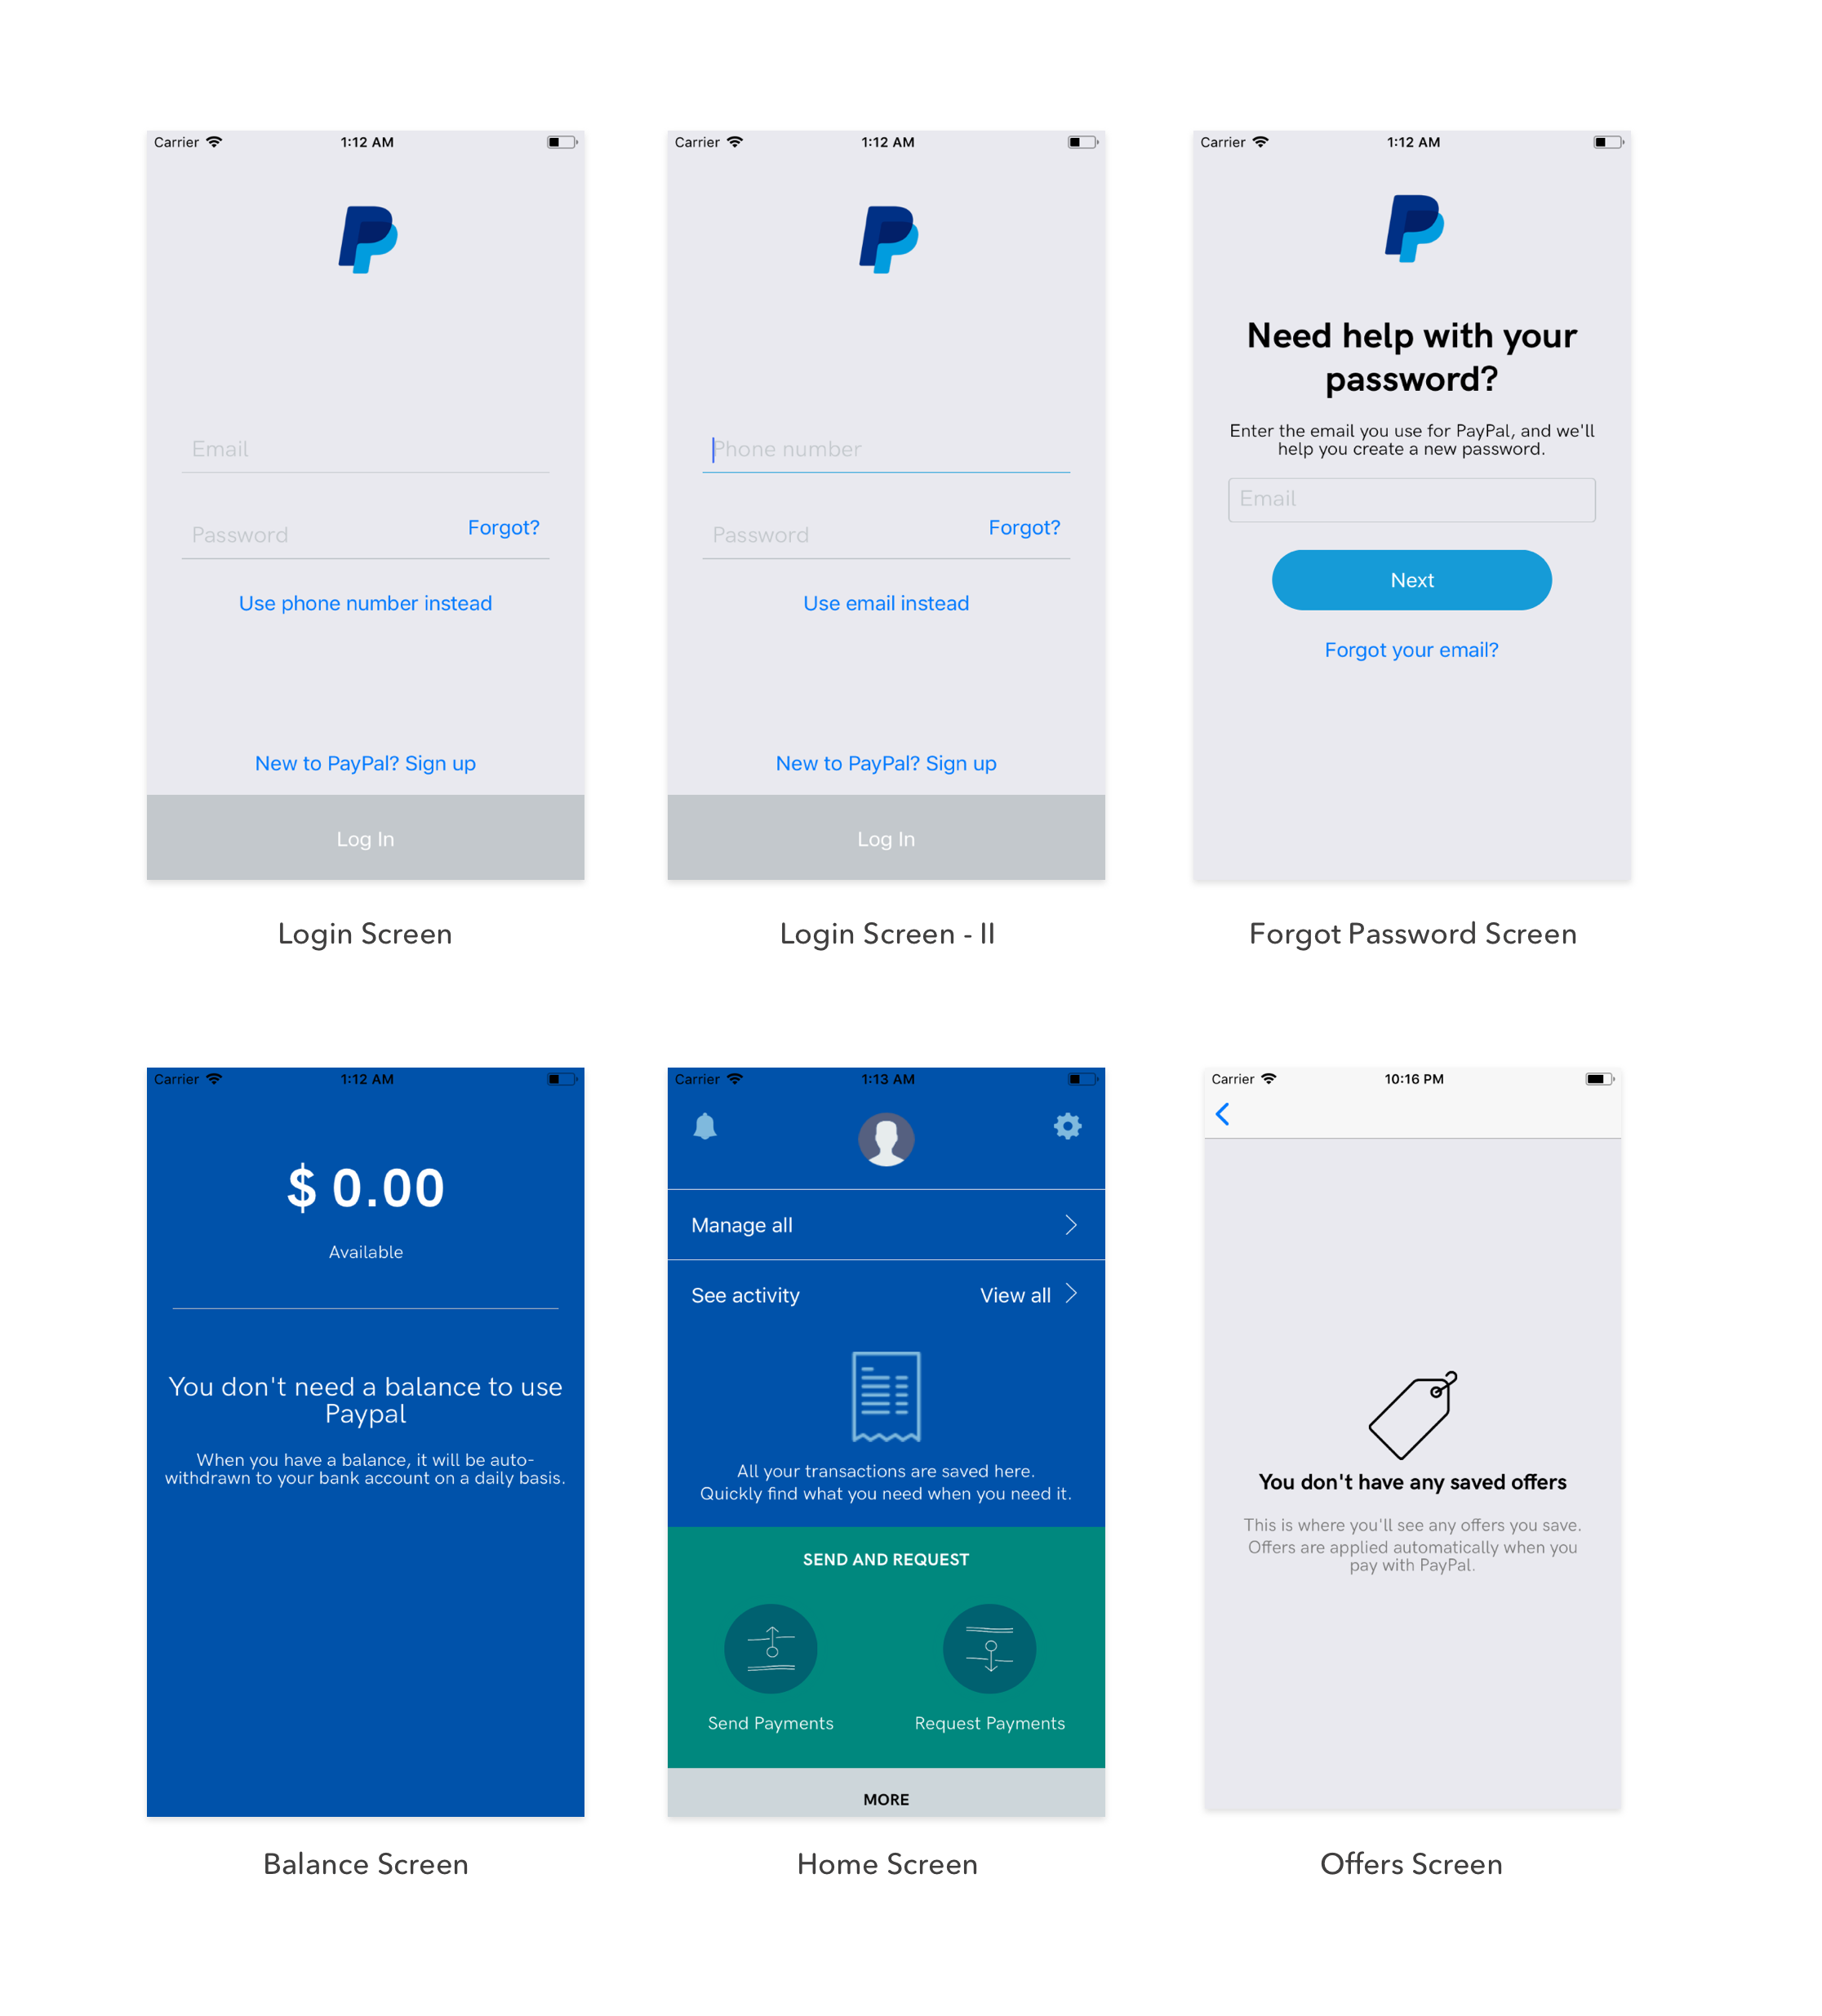 Carrier 1:12 AM
Email
Password Forgot?
Use phone number instead
New to PayPal? Sign up
Log In
Login Screen
Carrier 1:12 AM
Phone number
Password Forgot?
Use email instead
New to PayPal? Sign up
Log In
Login Screen - II
Carrier 1:12 AM
Need help with your
password?
Enter the email you use for PayPal, and we'll
help you create a new password.
Email
Next
Forgot your email?
Forgot Password Screen
Carrier 1:12 AM
$ 0.00
Available
You don't need a balance to use
Paypal
When you have a balance, it will be auto-
withdrawn to your bank account on a daily basis.
Balance Screen
Carrier 1:13 AM
Manage all
See activity View all
All your transactions are saved here.
Quickly find what you need when you need it.
SEND AND REQUEST
Send Payments Request Payments
MORE
Home Screen
Carrier 10:16 PM
You don't have any saved offers
This is where you'll see any offers you save.
Offers are applied automatically when you
pay with PayPal.
Offers Screen